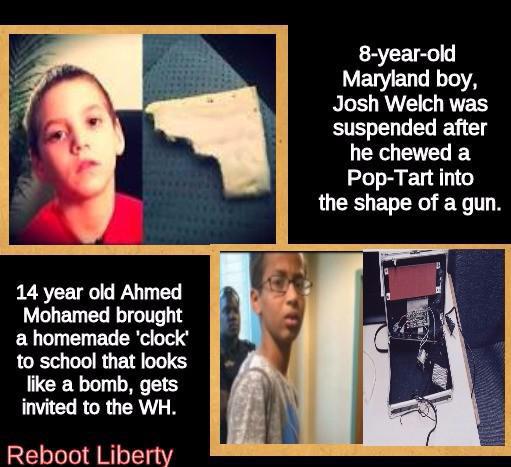 8-year-old
Maryland boy,
Josh Welch was
suspended after
he chewed a
Pop-Tart into
the shape of a gun.
14 year old Ahmed
Mohamed brought
a homemade 'clock'
to school that looks
like a bomb, gets
invited to the WH.
Reboot Liberty